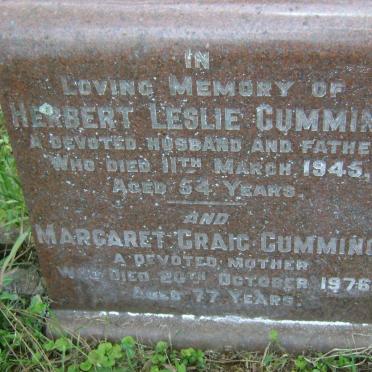 IN
LOVING MEMORY OF
HERBERT LESLIE CUMMIN
A DEVOTED HUSBAND AND FATHE
WHO DIED 11TH MARCH 1945,
AGED 54 YEARS.
AND
MARGARET CRAIG CUMMING
A DEVOTED MOTHER
WHO DIED 20TH OCTOBER 1976
AGED 77 YEARS.